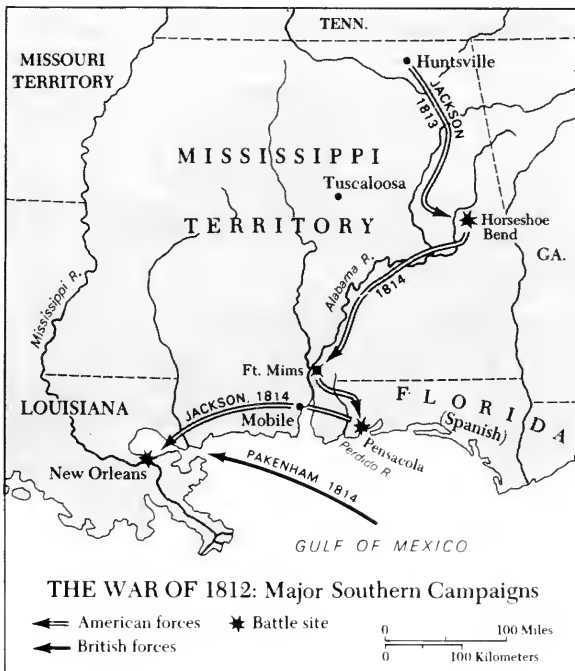 TENN.
MISSOURI
TERRITORY
Huntsville
JACKSON
1813
MISSISSIPPI
Tuscaloosa
TERRITORY
Horseshoe
Bend
GA.
Alabama R.
1814
Mississippi R.
Ft. Mims
LOUISIANA
JACKSON, 1814
Mobile
FLORIDA
(Spanish)
Pensacola
Perdido R
New Orleans
PAKENHAM 1814
GULF OF MEXICO
THE WAR OF 1812: Major Southern Campaigns
American forces
Battle site
British forces
0 100 Miles
0 100 Kilometers